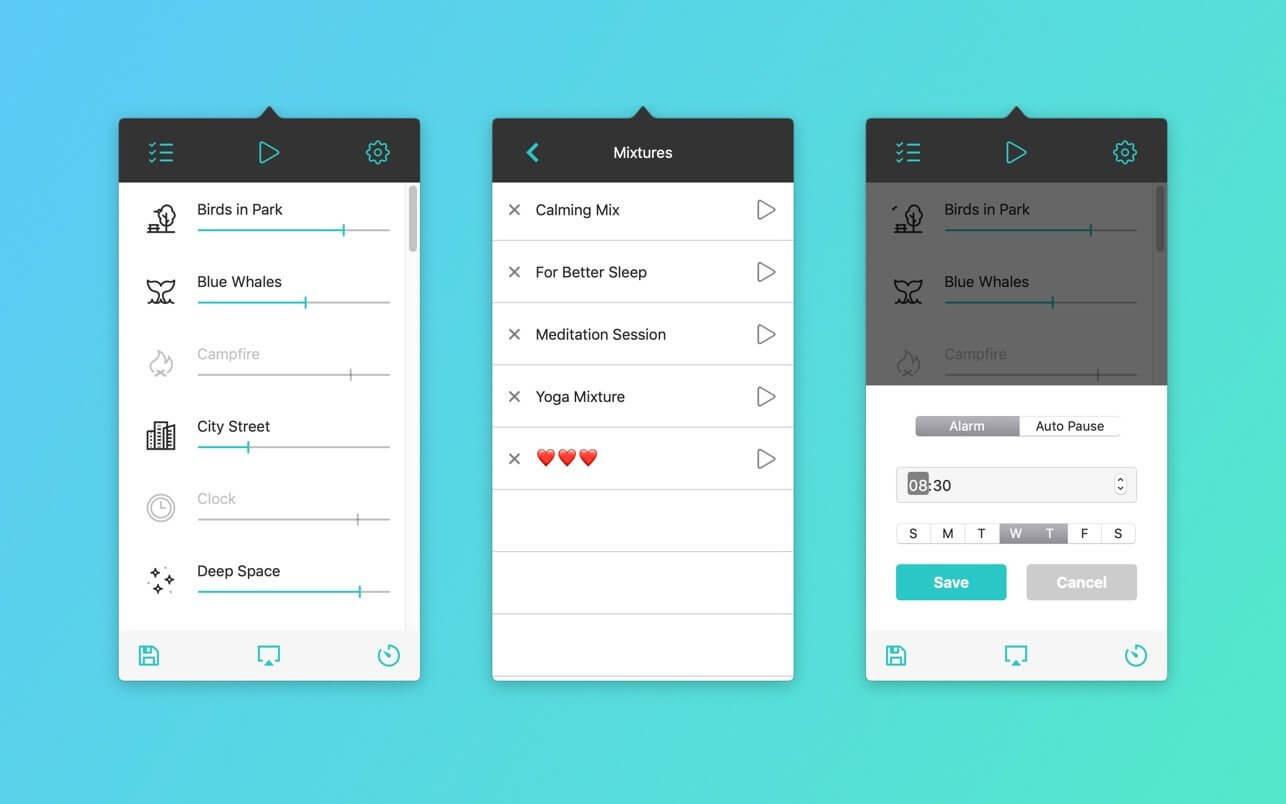 Birds in Park
Blue Whales
Campfire
City Street
Clock
Deep Space
Mixtures
Calming Mix
For Better Sleep
Meditation Session
Yoga Mixture
❤️❤️❤️
Birds in Park
Blue Whales
Campfire
Alarm Auto Pause
08:30
S M T W T F S
Save Cancel